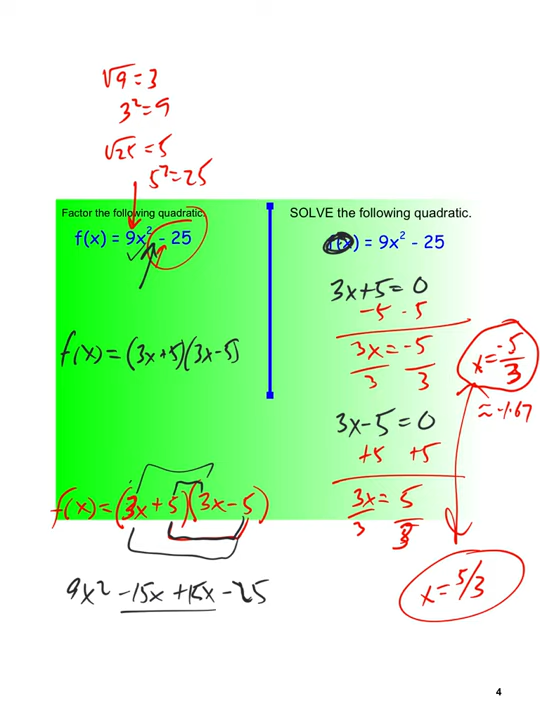 √9 = 3
3² = 9
√25 = 5
5² = 25
Factor the following quadratic.
f(x) = 9x² - 25
f(x) = (3x+5)(3x-5)
f(x) = (3x + 5)(3x - 5)
9x² - 15x + 15x - 25
SOLVE the following quadratic.
f(x) = 9x² - 25
3x+5 = 0
-5 -5
3x = -5
3 3
x = -5/3
≈ -1.67
3x - 5 = 0
+5 +5
3x = 5
3 3
x = 5/3
4